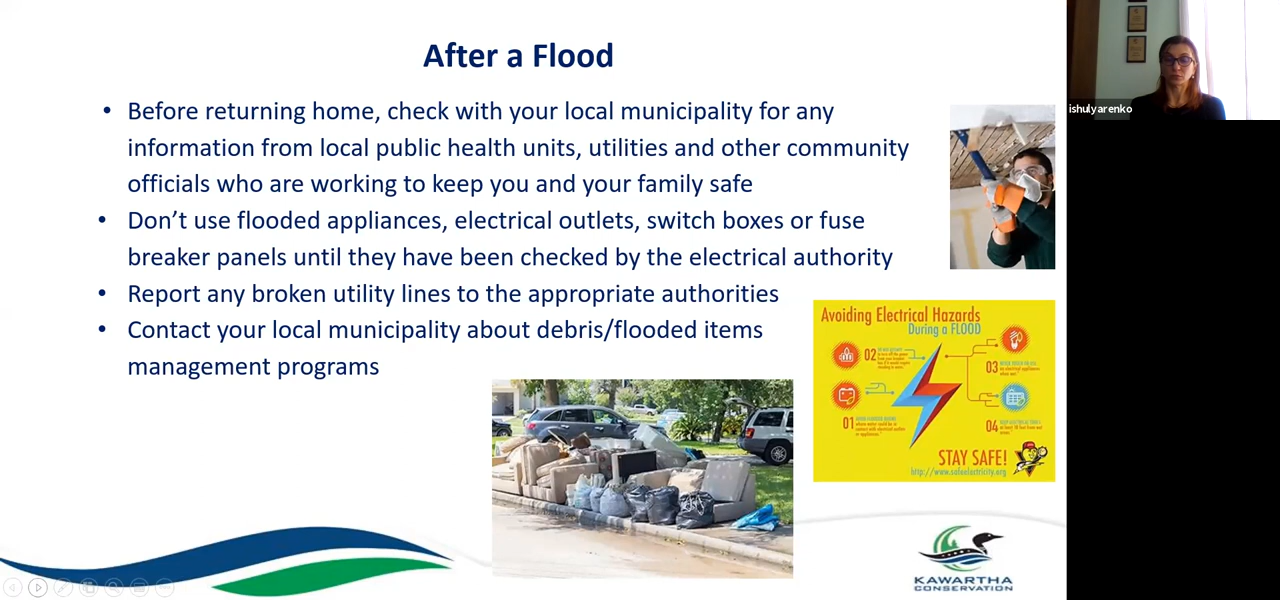 After a Flood
• Before returning home, check with your local municipality for any
information from local public health units, utilities and other community
officials who are working to keep you and your family safe
• Don’t use flooded appliances, electrical outlets, switch boxes or fuse
breaker panels until they have been checked by the electrical authority
• Report any broken utility lines to the appropriate authorities
• Contact your local municipality about debris/flooded items
management programs
ishulyarenko
Avoiding Electrical Hazards
During a FLOOD
02
03
01
04
STAY SAFE!
http://www.safeelectricity.org
KAWARTHA
CONSERVATION